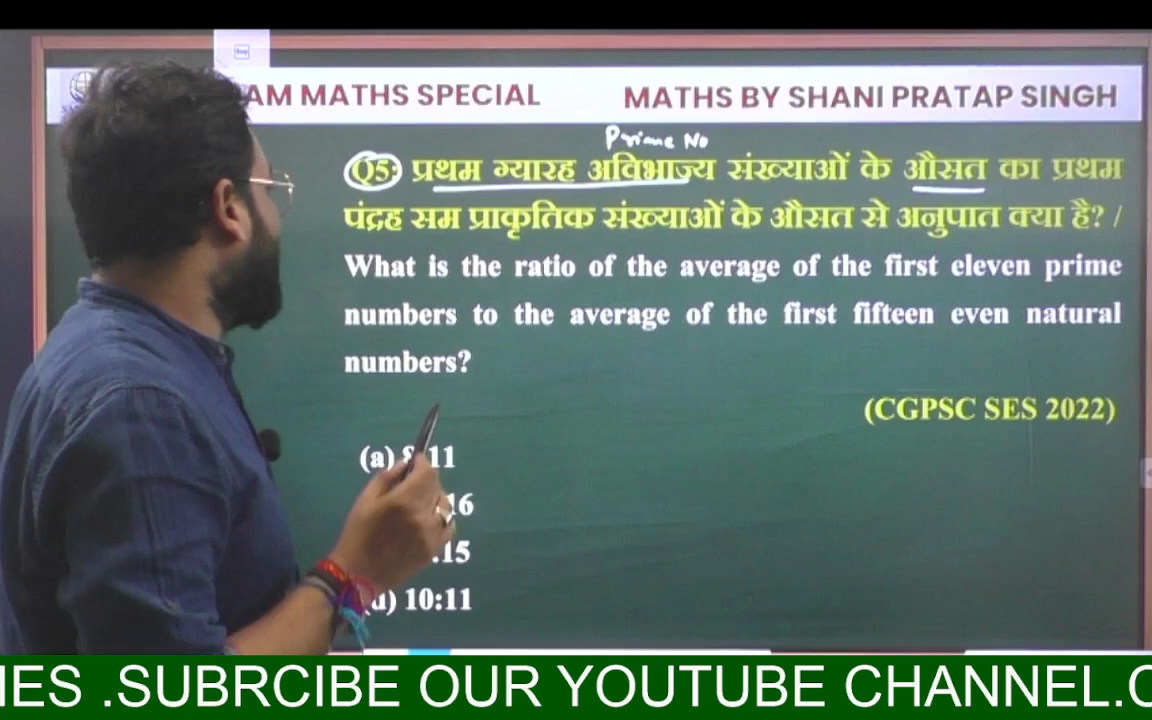 AM MATHS SPECIAL
MATHS BY SHANI PRATAP SINGH
Prime No
Q5: प्रथम ग्यारह अविभाज्य संख्याओं के औसत का प्रथम
पंद्रह सम प्राकृतिक संख्याओं के औसत से अनुपात क्या है? /
What is the ratio of the average of the first eleven prime
numbers to the average of the first fifteen even natural
numbers?
(CGPSC SES 2022)
(a) 11
16
15
(d) 10:11
IES .SUBRCIBE OUR YOUTUBE CHANNEL.C